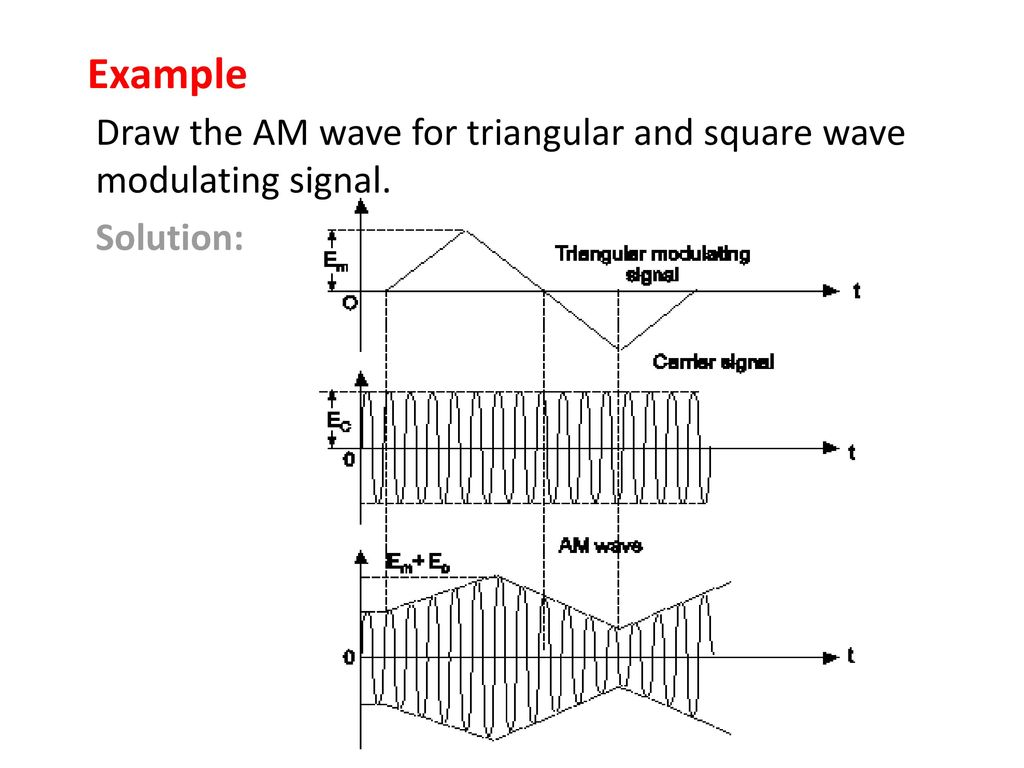 Example
Draw the AM wave for triangular and square wave
modulating signal.
Solution:
Em
Triangular modulating
signal
O
t
Carrier signal
EC
0
t
AM wave
Em + Eo
0
t